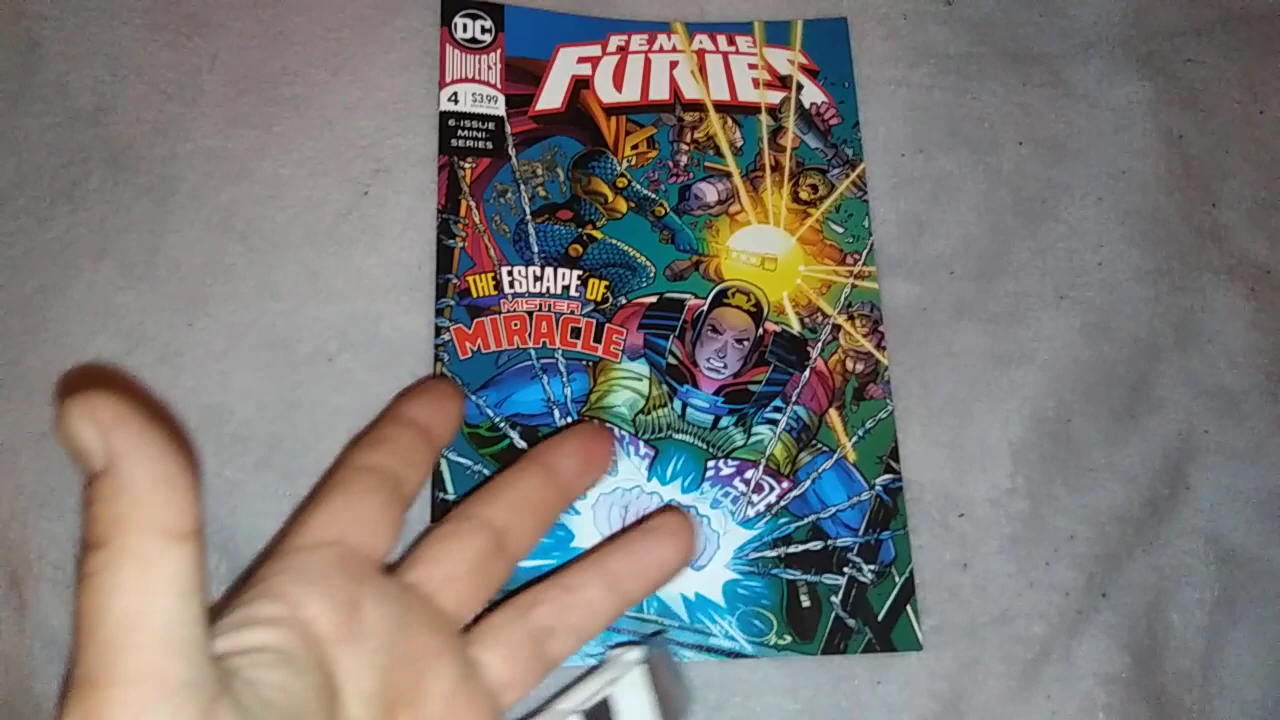 DC
UNIVERSE
4 $3.99
6-ISSUE
MINI-
SERIES
FEMALE
FURIES
THE ESCAPE OF
MISTER
MIRACLE